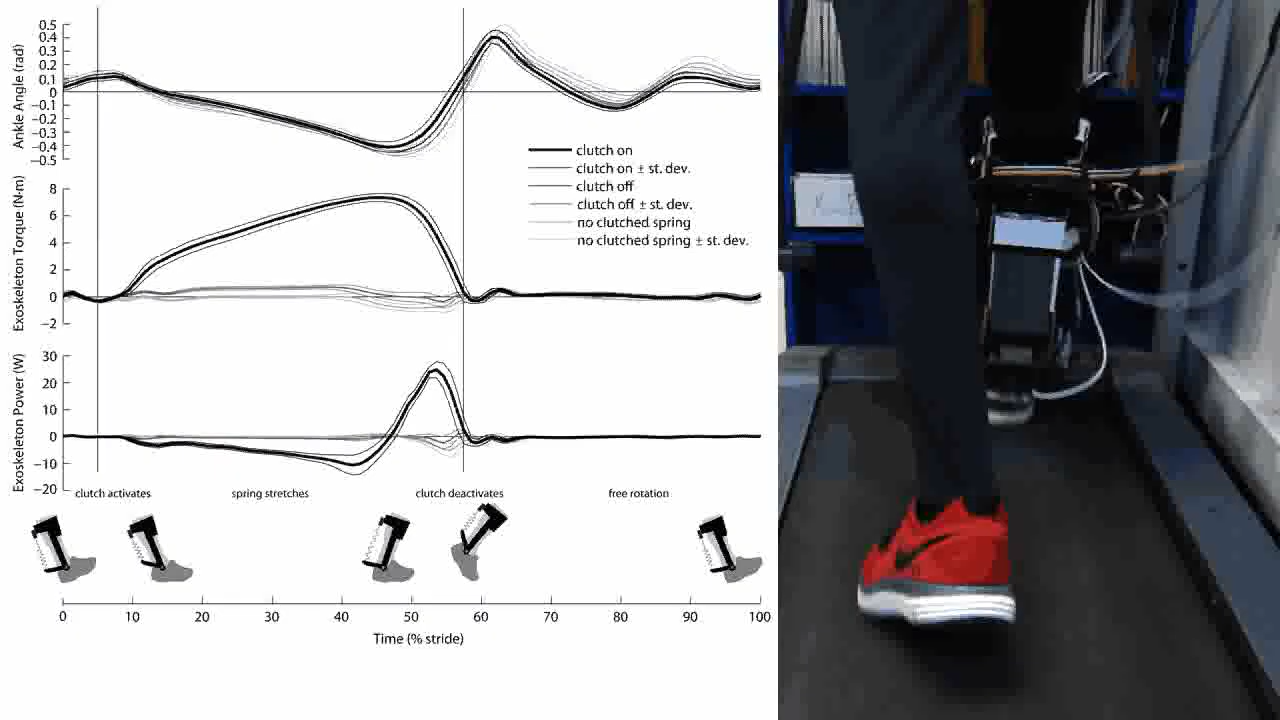 Ankle Angle (rad)
0.5
0.4
0.3
0.2
0.1
0
−0.1
−0.2
−0.3
−0.4
−0.5
clutch on
clutch on ± st. dev.
clutch off
clutch off ± st. dev.
no clutched spring
no clutched spring ± st. dev.
Exoskeleton Torque (N·m)
8
6
4
2
0
−2
Exoskeleton Power (W)
30
20
10
0
−10
−20
clutch activates spring stretches clutch deactivates free rotation
0 10 20 30 40 50 60 70 80 90 100
Time (% stride)